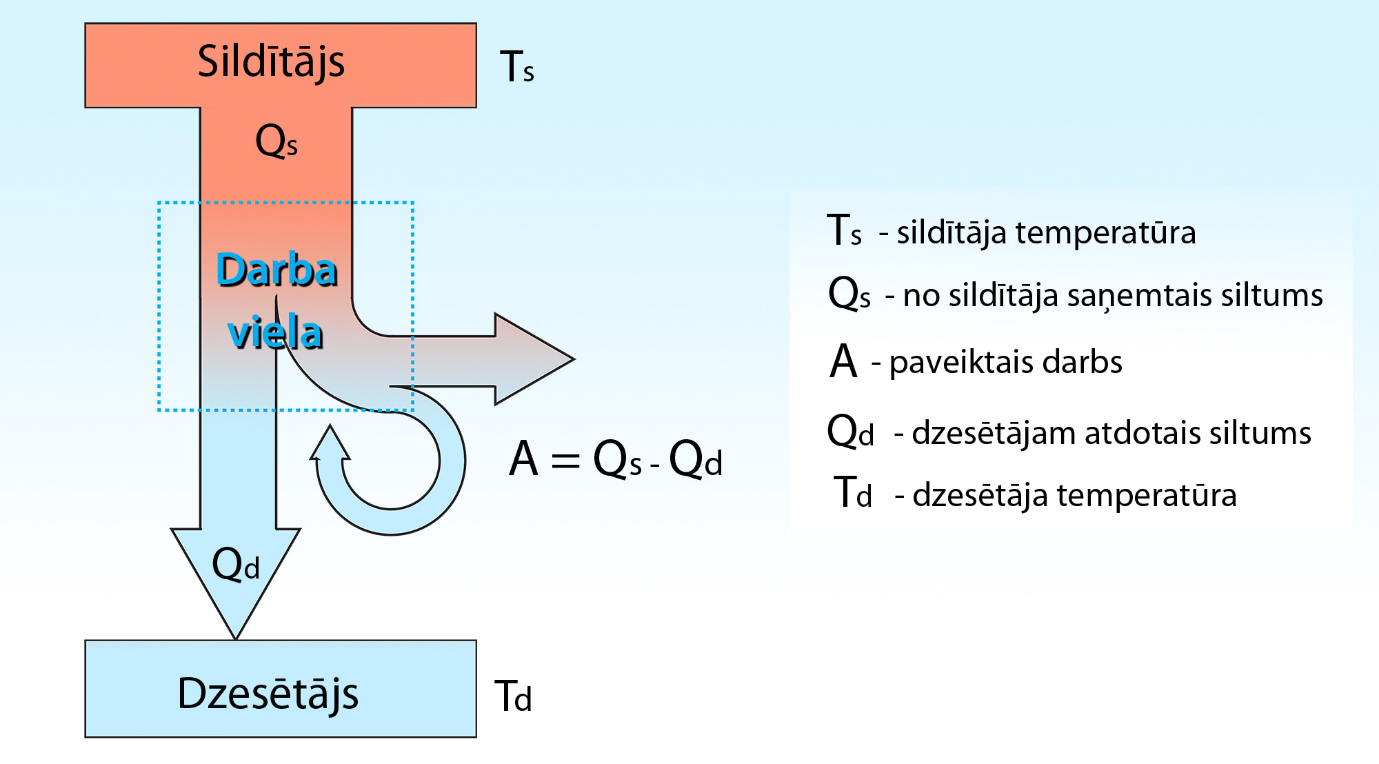 Sildītājs
Ts
Qs
Darba
viela
A = Qs - Qd
Qd
Dzesētājs
Td
Ts - sildītāja temperatūra
Qs - no sildītāja saņemtais siltums
A - paveiktais darbs
Qd - dzesētājam atdotais siltums
Td - dzesētāja temperatūra